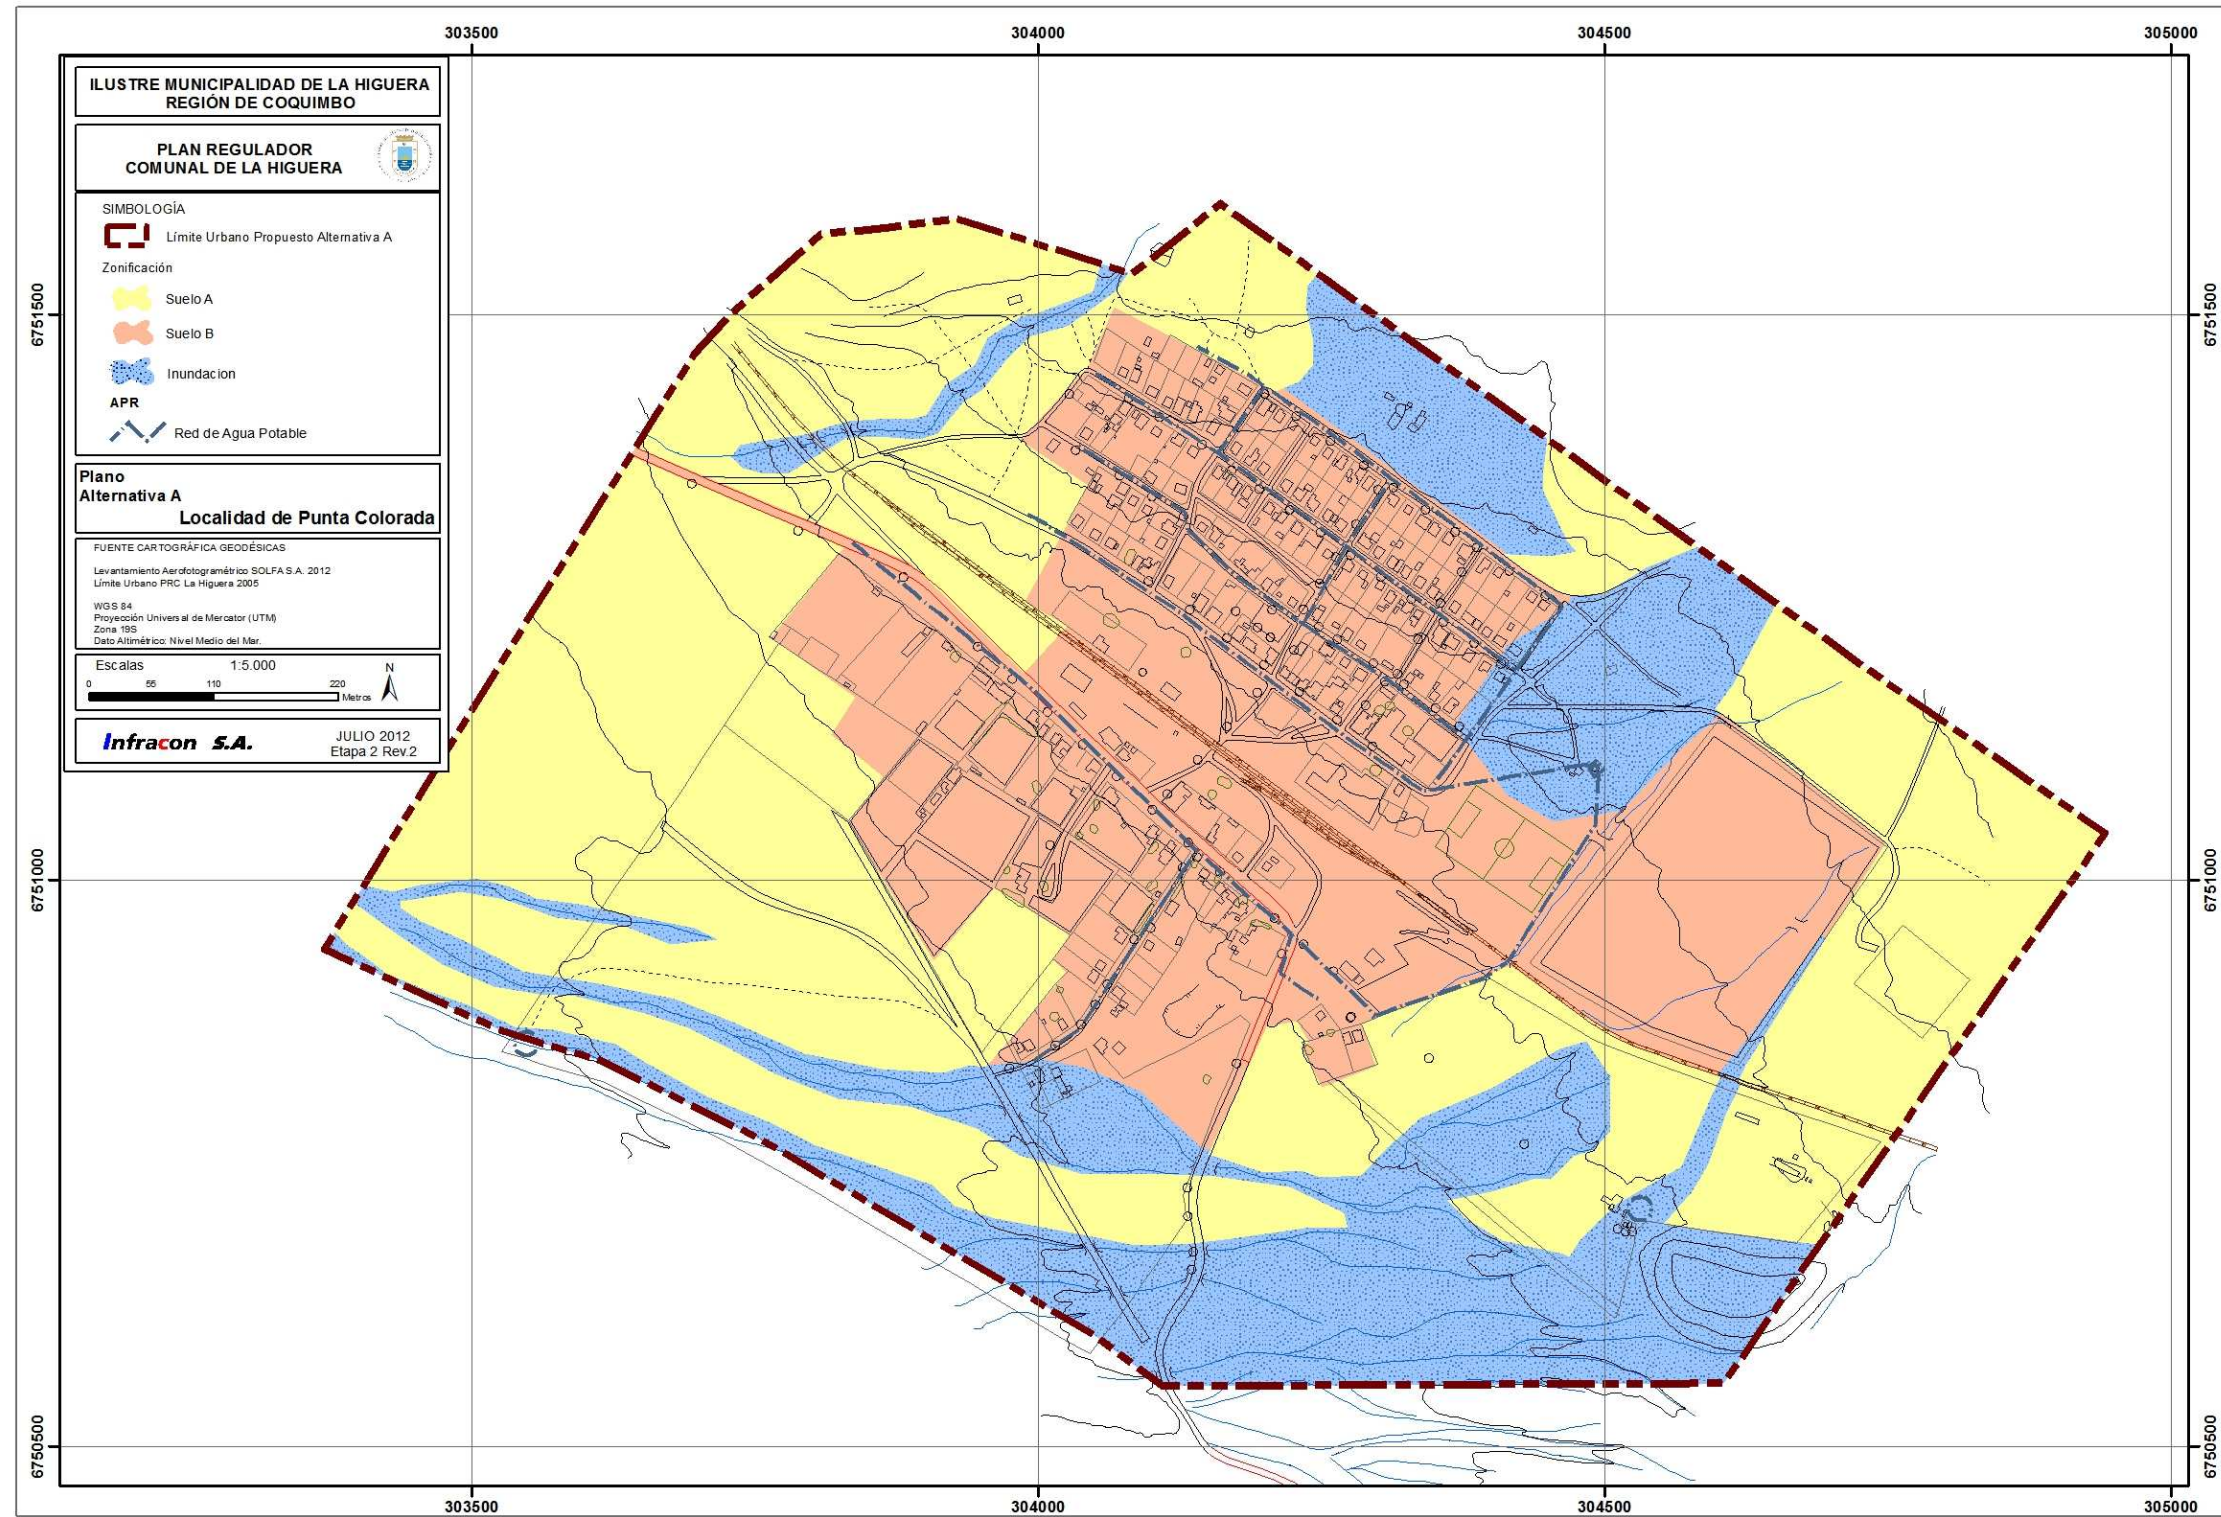 303500
304000
304500
305000
ILUSTRE MUNICIPALIDAD DE LA HIGUERA
REGIÓN DE COQUIMBO
PLAN REGULADOR
COMUNAL DE LA HIGUERA
SIMBOLOGÍA
Límite Urbano Propuesto Alternativa A
Zonificación
Suelo A
Suelo B
Inundacion
APR
Red de Agua Potable
Plano
Alternativa A
Localidad de Punta Colorada
FUENTE CARTOGRÁFICA GEODÉSICAS
Levantamiento Aerofotogramétrico SOLFA S.A. 2012
Límite Urbano PRC La Higuera 2005
WGS 84
Proyección Universal de Mercator (UTM)
Zona 19S
Dato Altimétrico: Nivel Medio del Mar.
Escalas 1:5.000
N
0 55 110 220
Metros
Infracon S.A.
JULIO 2012
Etapa 2 Rev.2
6751500
6751000
6750500
6751500
6751000
6750500
303500
304000
304500
305000